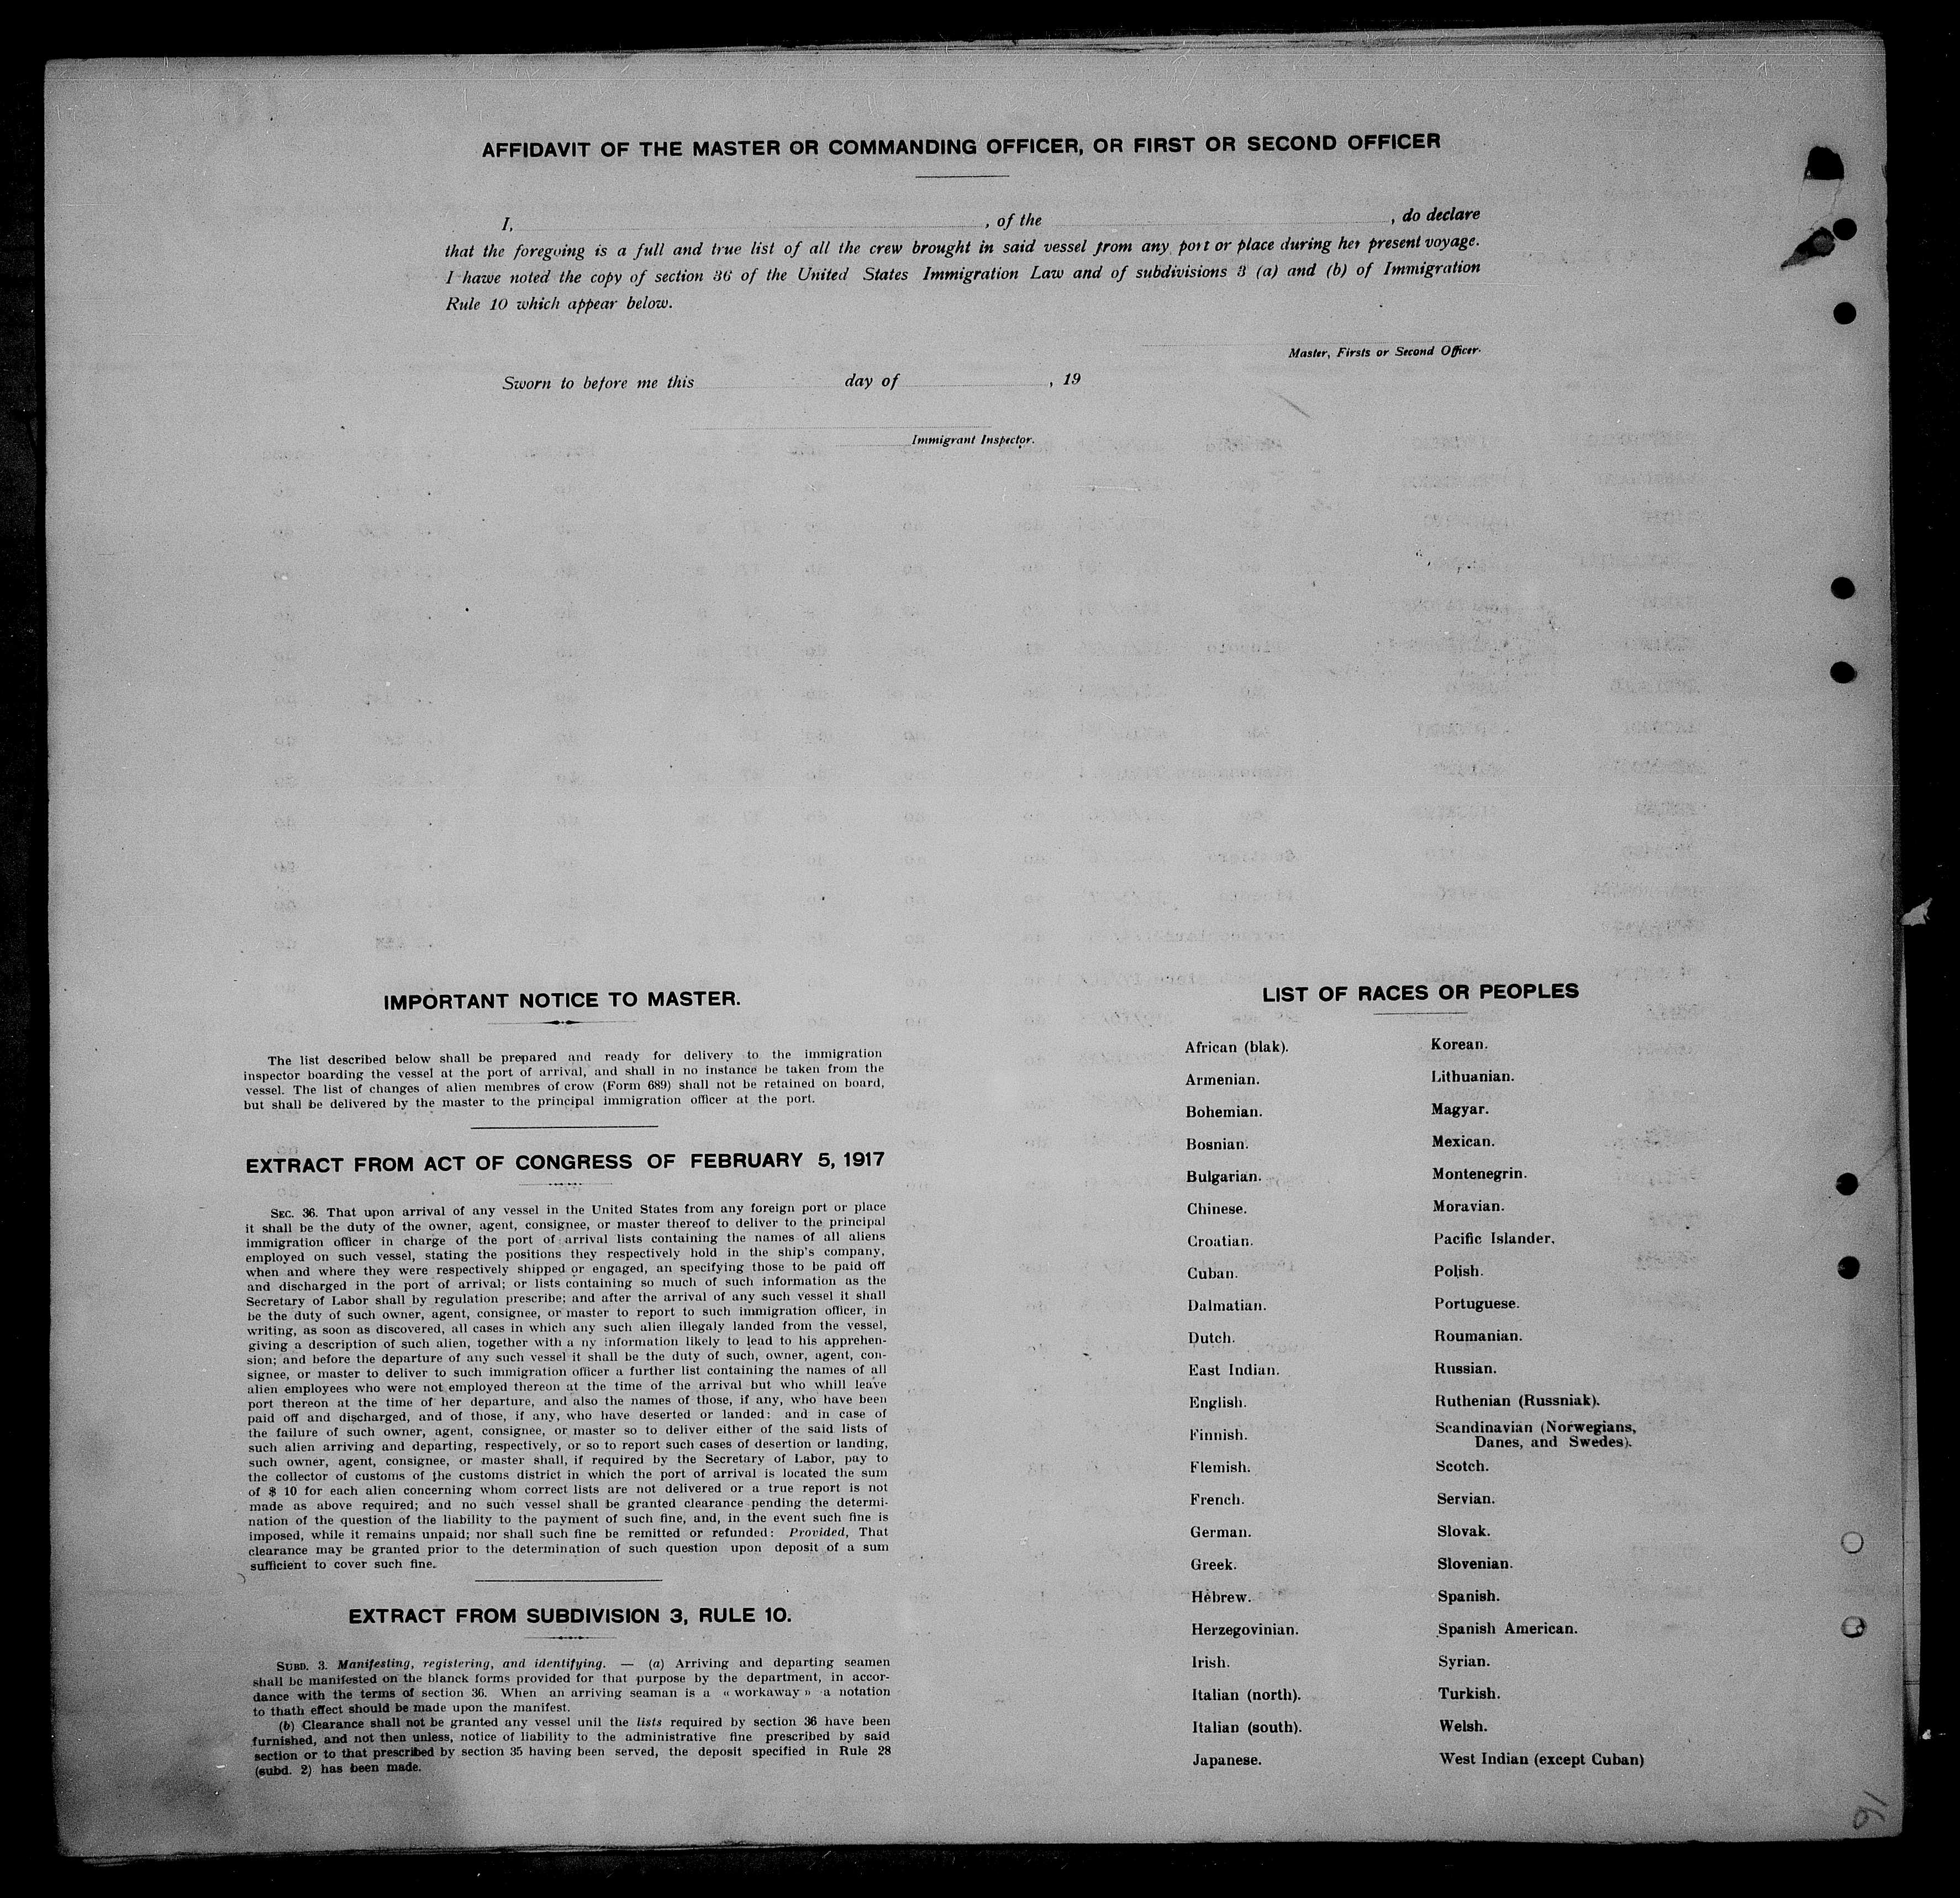 AFFIDAVIT OF THE MASTER OR COMMANDING OFFICER, OR FIRST OR SECOND OFFICER
I, , of the , do declare
that the foregoing is a full and true list of all the crew brought in said vessel from any port or place during her present voyage.
I hawe noted the copy of section 36 of the United States Immigration Law and of subdivisions 3 (a) and (b) of Immigration
Rule 10 which appear below.
Master, Firsts or Second Officer.
Sworn to before me this day of , 19
Immigrant Inspector.
IMPORTANT NOTICE TO MASTER.
The list described below shall be prepared and ready for delivery to the immigration
inspector boarding the vessel at the port of arrival, and shall in no instance be taken from the
vessel. The list of changes of alien membres of crow (Form 689) shall not be retained on board,
but shall be delivered by the master to the principal immigration officer at the port.
EXTRACT FROM ACT OF CONGRESS OF FEBRUARY 5, 1917
SEC. 36. That upon arrival of any vessel in the United States from any foreign port or place
it shall be the duty of the owner, agent, consignee, or master thereof to deliver to the principal
immigration officer in charge of the port of arrival lists containing the names of all aliens
employed on such vessel, stating the positions they respectively hold in the ship's company,
when and where they were respectively shipped or engaged, an specifying those to be paid off
and discharged in the port of arrival; or lists containing so much of such information as the
Secretary of Labor shall by regulation prescribe; and after the arrival of any such vessel it shall
be the duty of such owner, agent, consignee, or master to report to such immigration officer, in
writing, as soon as discovered, all cases in which any such alien illegaly landed from the vessel,
giving a description of such alien, together with a ny information likely to lead to his apprehen-
sion; and before the departure of any such vessel it shall be the duty of such, owner, agent, con-
signee, or master to deliver to such immigration officer a further list containing the names of all
alien employees who were not employed thereon at the time of the arrival but who whill leave
port thereon at the time of her departure, and also the names of those, if any, who have been
paid off and discharged, and of those, if any, who have deserted or landed: and in case of
the failure of such owner, agent, consignee, or master so to deliver either of the said lists of
such alien arriving and departing, respectively, or so to report such cases of desertion or landing,
such owner, agent, consignee, or master shall, if required by the Secretary of Labor, pay to
the collector of customs of the customs district in which the port of arrival is located the sum
of $ 10 for each alien concerning whom correct lists are not delivered or a true report is not
made as above required; and no such vessel shall be granted clearance pending the determi-
nation of the question of the liability to the payment of such fine, and, in the event such fine is
imposed, while it remains unpaid; nor shall such fine be remitted or refunded: Provided, That
clearance may be granted prior to the determination of such question upon deposit of a sum
sufficient to cover such fine.
EXTRACT FROM SUBDIVISION 3, RULE 10.
SUBD. 3. Manifesting, registering, and identifying. — (a) Arriving and departing seamen
shall be manifested on the blanck forms provided for that purpose by the department, in accor-
dance with the terms of section 36. When an arriving seaman is a « workaway » a notation
to thath effect should be made upon the manifest.
(b) Clearance shall not be granted any vessel unil the lists required by section 36 have been
furnished, and not then unless, notice of liability to the administrative fine prescribed by said
section or to that prescribed by section 35 having been served, the deposit specified in Rule 28
(subd. 2) has been made.
LIST OF RACES OR PEOPLES
African (blak).
Armenian.
Bohemian.
Bosnian.
Bulgarian.
Chinese.
Croatian.
Cuban.
Dalmatian.
Dutch.
East Indian.
English.
Finnish.
Flemish.
French.
German.
Greek.
Hebrew.
Herzegovinian.
Irish.
Italian (north).
Italian (south).
Japanese.
Korean.
Lithuanian.
Magyar.
Mexican.
Montenegrin.
Moravian.
Pacific Islander.
Polish.
Portuguese.
Roumanian.
Russian.
Ruthenian (Russniak).
Scandinavian (Norwegians,
Danes, and Swedes).
Scotch.
Servian.
Slovak.
Slovenian.
Spanish.
Spanish American.
Syrian.
Turkish.
Welsh.
West Indian (except Cuban)